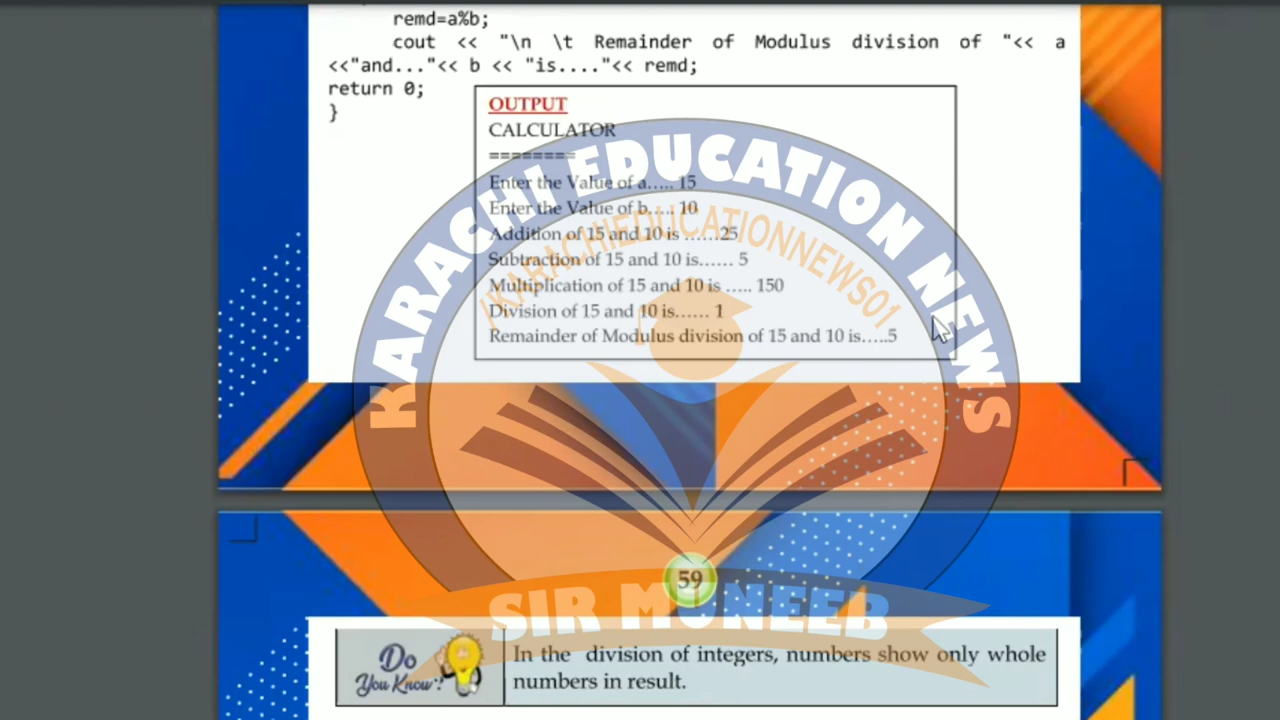 remd=a%b;
cout << "\n \t Remainder of Modulus division of "<< a
<<"and..."<< b << "is...."<< remd;
return 0;
}
OUTPUT
CALCULATOR
========
Enter the Value of a..... 15
Enter the Value of b..... 10
Addition of 15 and 10 is ......25
Subtraction of 15 and 10 is...... 5
Multiplication of 15 and 10 is ..... 150
Division of 15 and 10 is...... 1
Remainder of Modulus division of 15 and 10 is.....5
KARACHI EDUCATION NEWS
/KARACHIEDUCATIONNEWS01
59
SIR MUNEEB
Do
You Know?
In the division of integers, numbers show only whole
numbers in result.